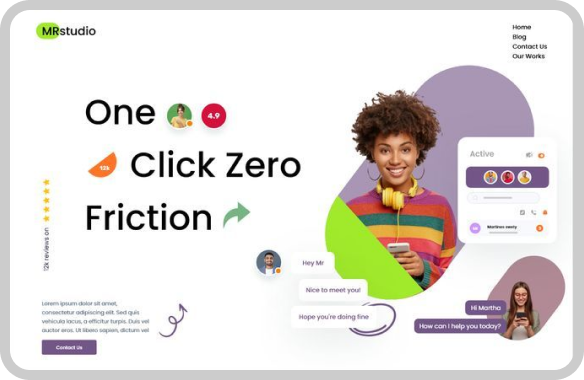 MRstudio
Home
Blog
Contact Us
Our Works
One
4.9
12k
Click Zero
Friction
12k reviews on
Active
Hey Mr
Nice to meet you!
Hope you're doing fine
Hi Martha
How can I help you today?
Lorem ipsum dolor sit amet,
consectetur adipiscing elit. Sed quis
vehicula lacus, a efficitur turpis. Duis vel
auctor eros. Ut libero sapien, dictum vel
Contact Us